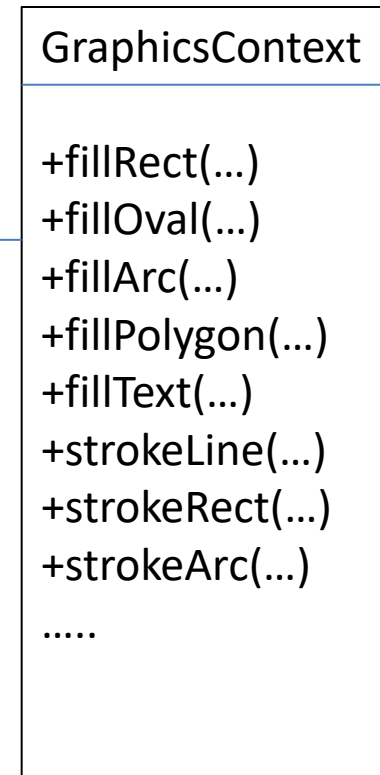 GraphicsContext
+fillRect(…)
+fillOval(…)
+fillArc(…)
+fillPolygon(…)
+fillText(…)
+strokeLine(…)
+strokeRect(…)
+strokeArc(…)
…..